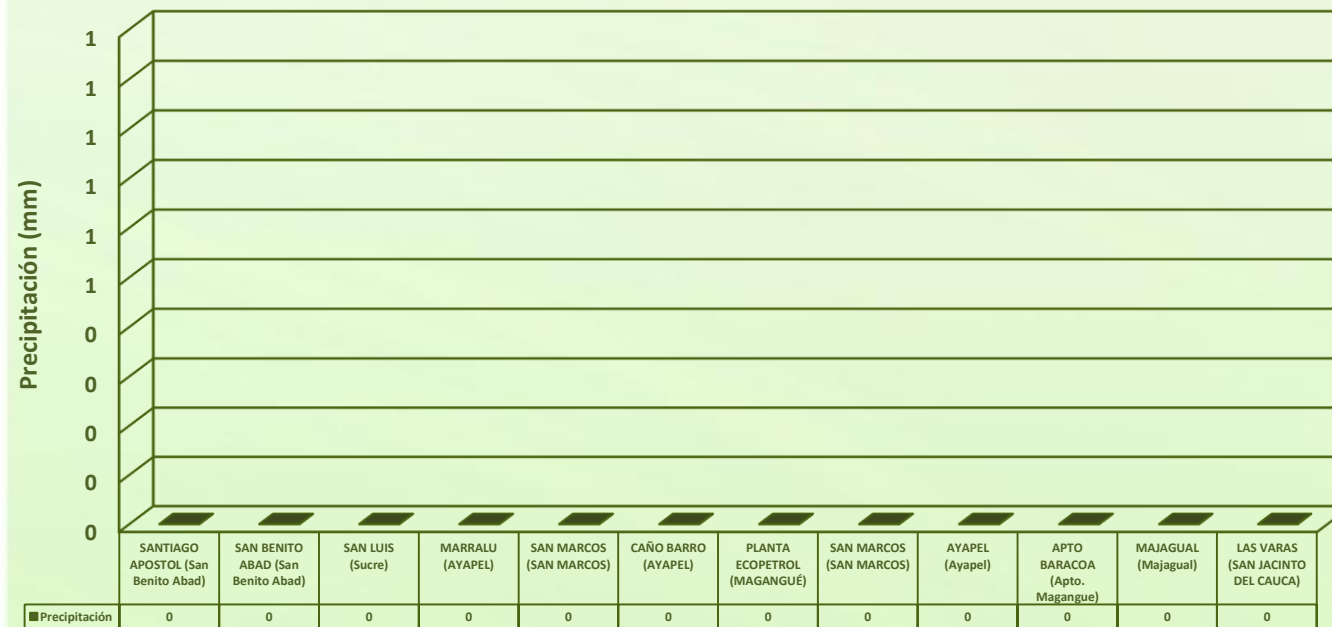 Precipitación (mm)
1
1
1
1
1
1
0
0
0
0
0
SANTIAGO
APOSTOL (San
Benito Abad)
SAN BENITO
ABAD (San
Benito Abad)
SAN LUIS
(Sucre)
MARRALU
(AYAPEL)
SAN MARCOS
(SAN MARCOS)
CAÑO BARRO
(AYAPEL)
PLANTA
ECOPETROL
(MAGANGUÉ)
SAN MARCOS
(SAN MARCOS)
AYAPEL
(Ayapel)
APTO
BARACOA
(Apto.
Magangue)
MAJAGUAL
(Majagual)
LAS VARAS
(SAN JACINTO
DEL CAUCA)
Precipitación 0 0 0 0 0 0 0 0 0 0 0 0